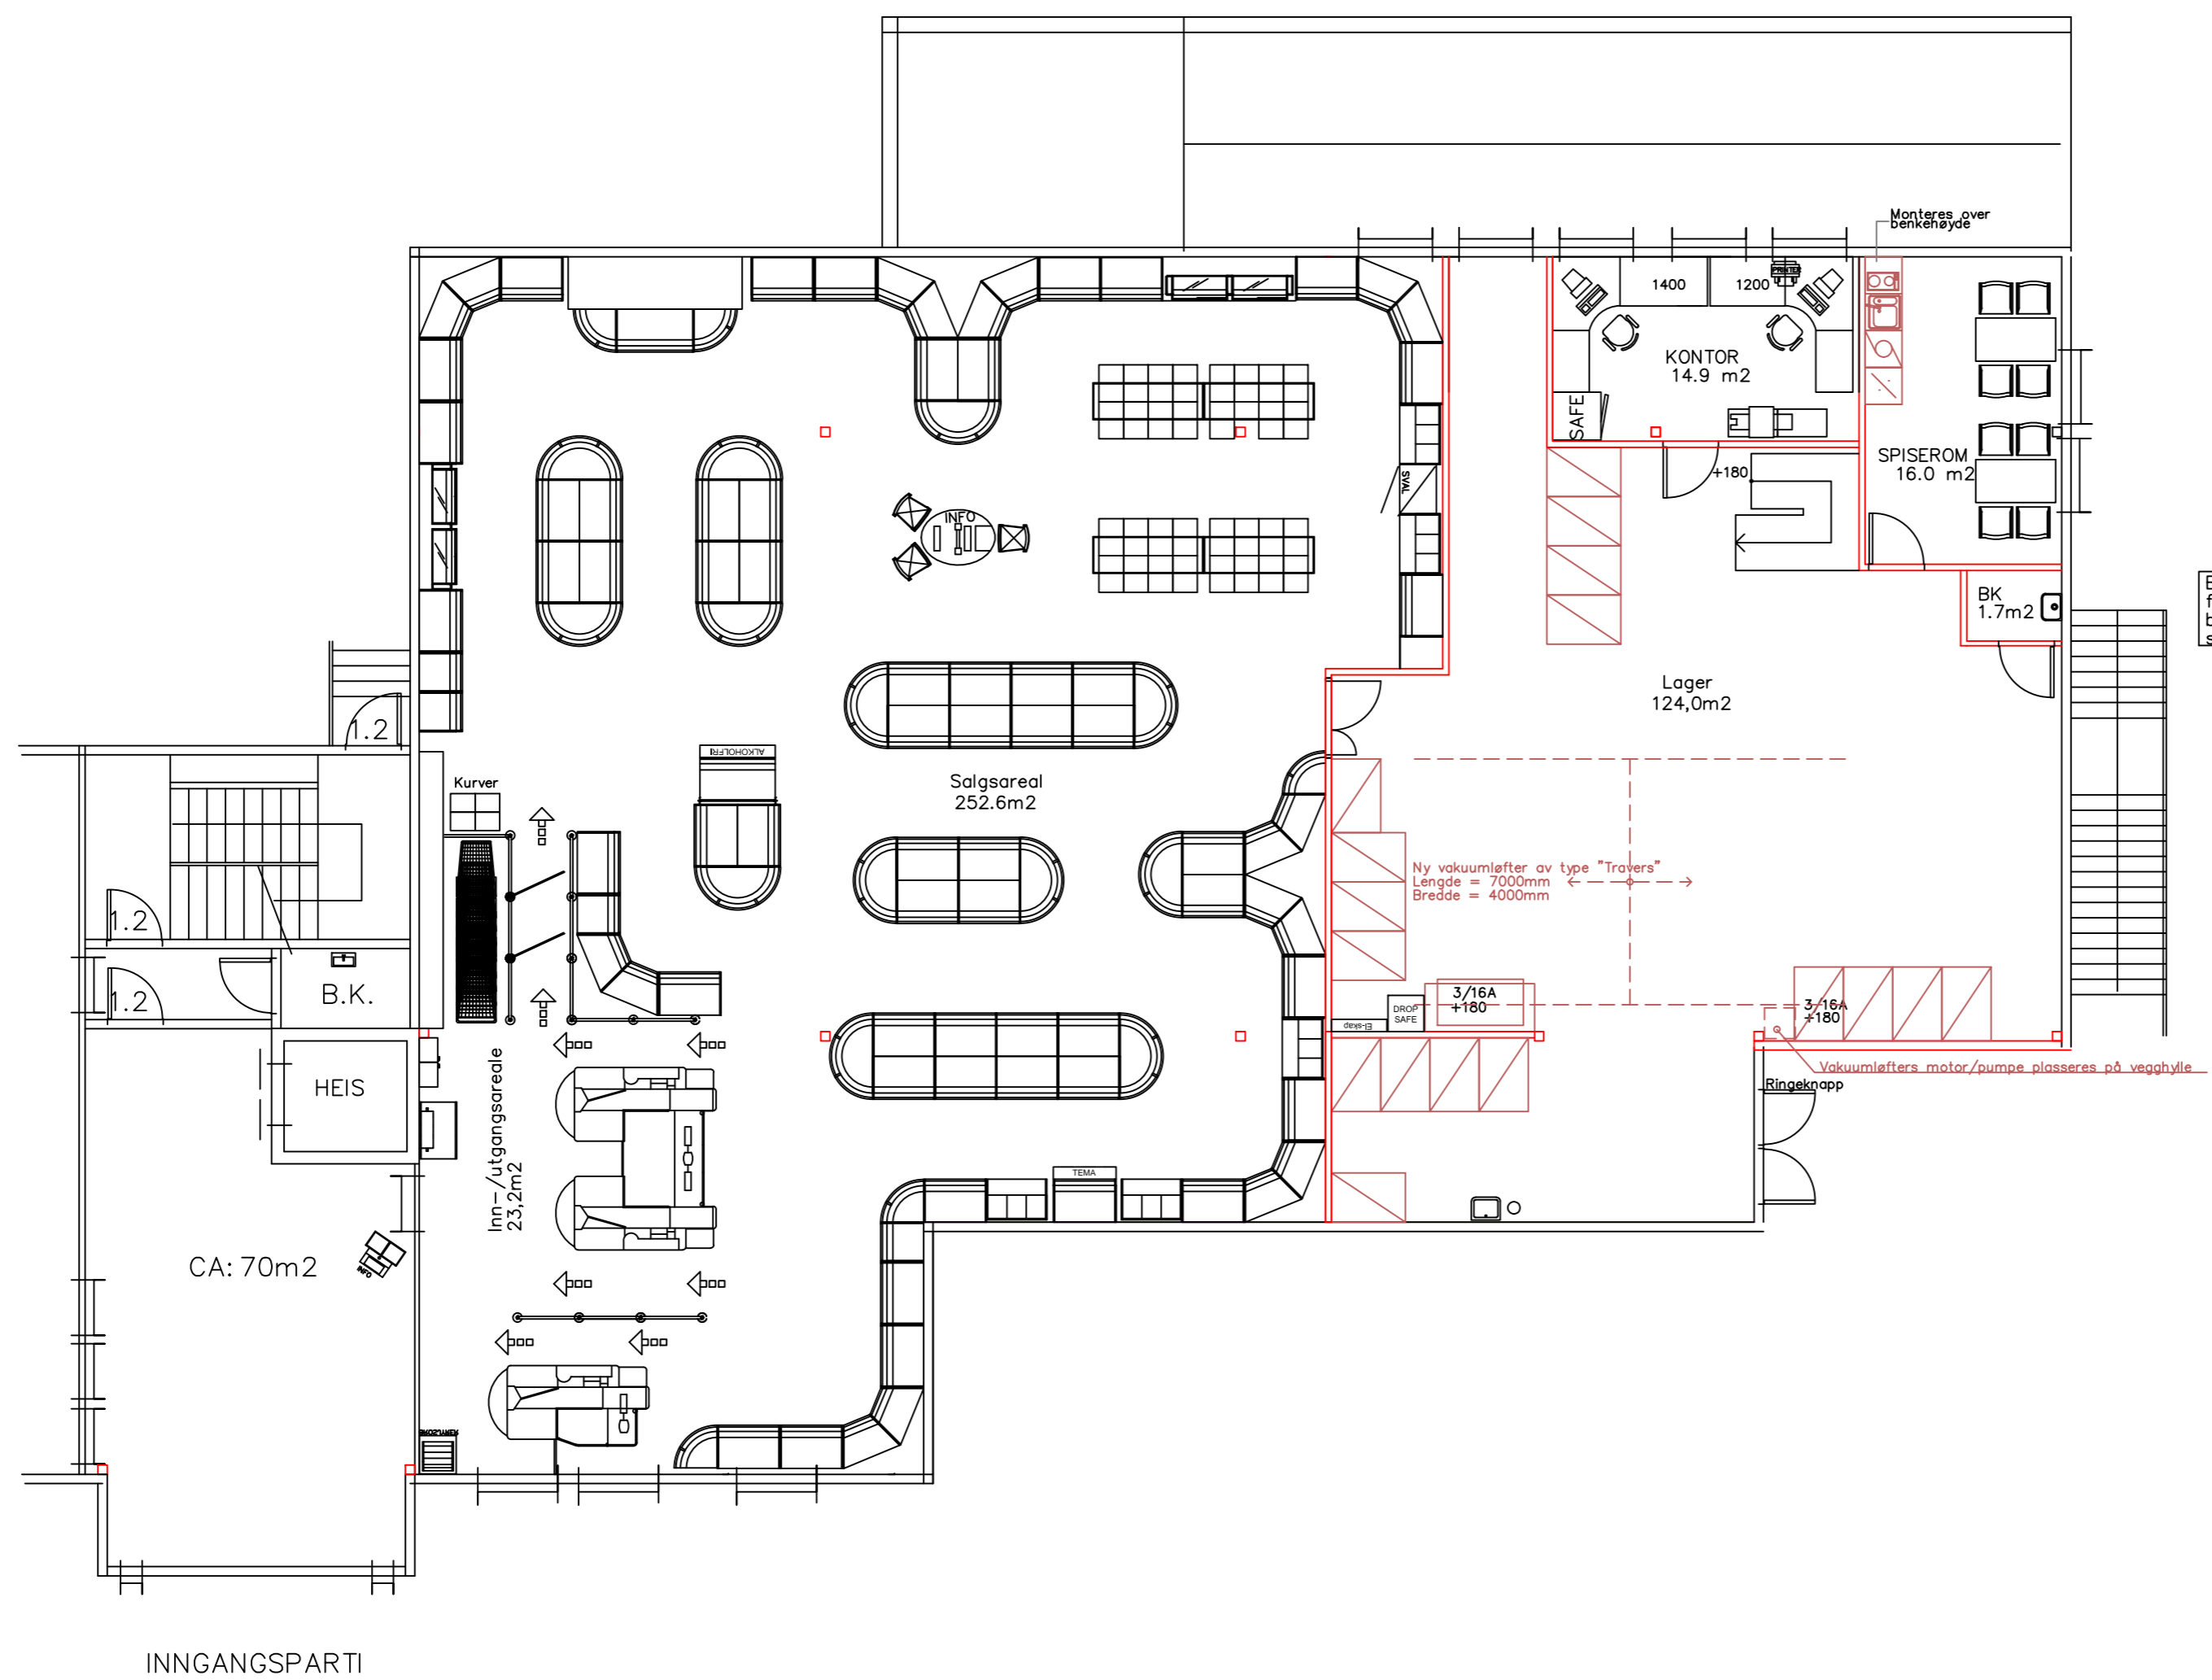 Monteres over
benkehøyde
1400
1200
PRINTER
KONTOR
14.9 m2
SAFE
SPISEROM
16.0 m2
+180
SVAL
INFO
BK
1.7m2
Lager
124,0m2
1.2
ALKOHOLFRI
Kurver
Salgsareal
252.6m2
Ny vakuumløfter av type "Travers"
Lengde = 7000mm
Bredde = 4000mm
1.2
1.2
B.K.
3/16A
+180
DROP
SAFE
El-skap
3/16A
+180
Vakuumløfters motor/pumpe plasseres på vegghylle
Ringeknapp
HEIS
Inn-/utgangsareale
23,2m2
TEMA
CA: 70m2
INFO
INNGANGSPARTI